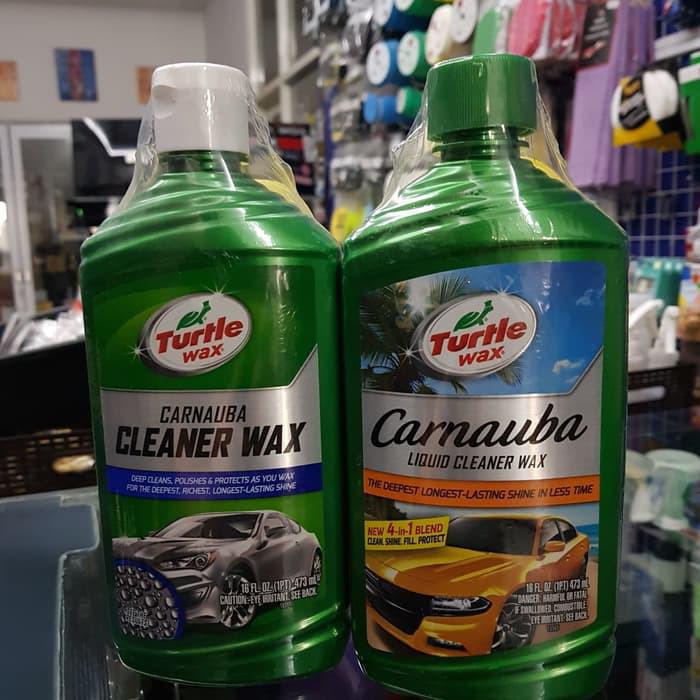 Turtle
wax
CARNAUBA
CLEANER WAX
DEEP CLEANS, POLISHES & PROTECTS AS YOU WAX
FOR THE DEEPEST, RICHEST, LONGEST-LASTING SHINE
16 FL. OZ. (1PT) 473 mL
CAUTION: EYE IRRITANT. SEE BACK.
Turtle
wax
Carnauba
LIQUID CLEANER WAX
THE DEEPEST LONGEST-LASTING SHINE IN LESS TIME
NEW 4-in-1 BLEND
CLEAN. SHINE. FILL. PROTECT
16 FL. OZ. (1PT) 473 mL
DANGER: HARMFUL OR FATAL
IF SWALLOWED. COMBUSTIBLE.
EYE IRRITANT: SEE BACK.